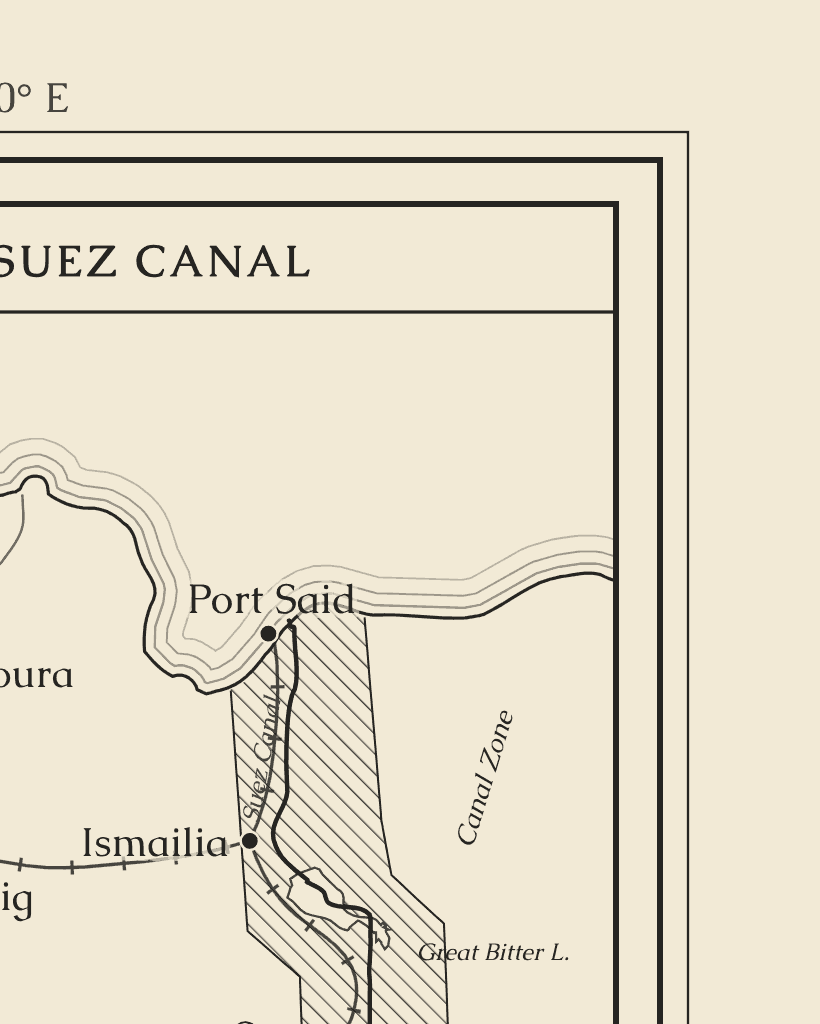 0° E
SUEZ CANAL
Port Said
oura
Suez Canal
Canal Zone
Ismailia
ig
Great Bitter L.